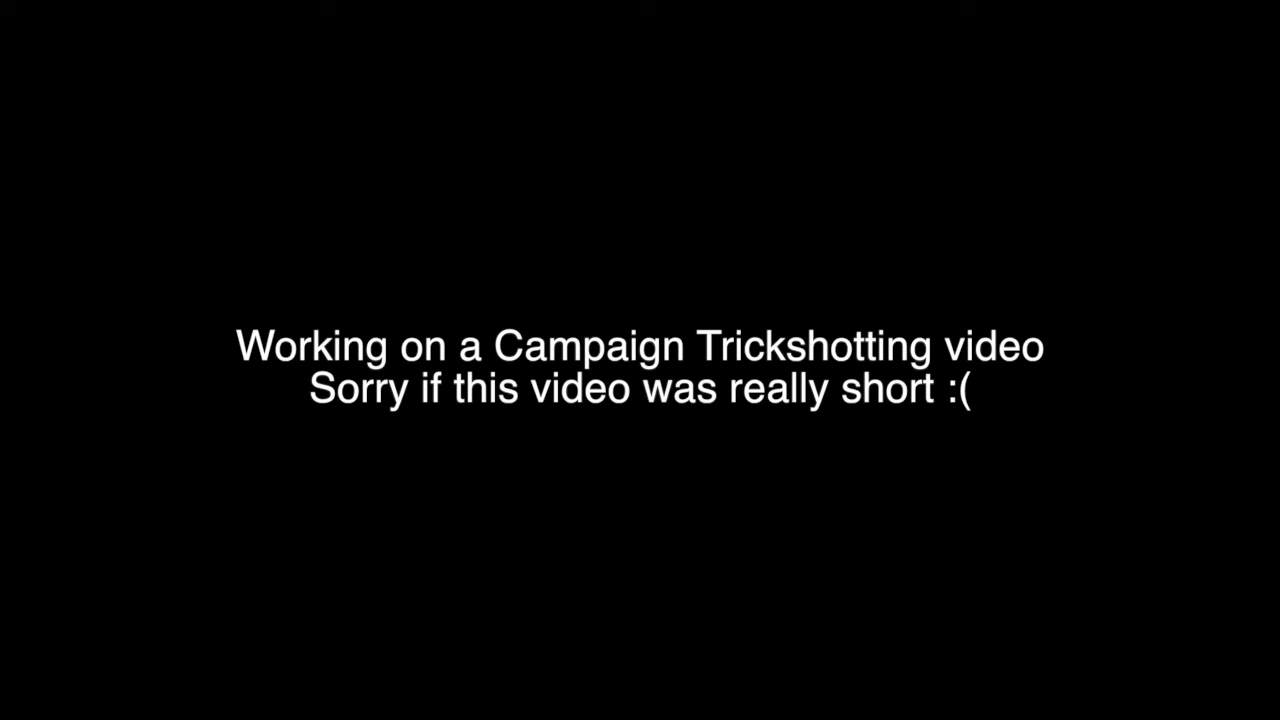 Working on a Campaign Trickshotting video
Sorry if this video was really short :(